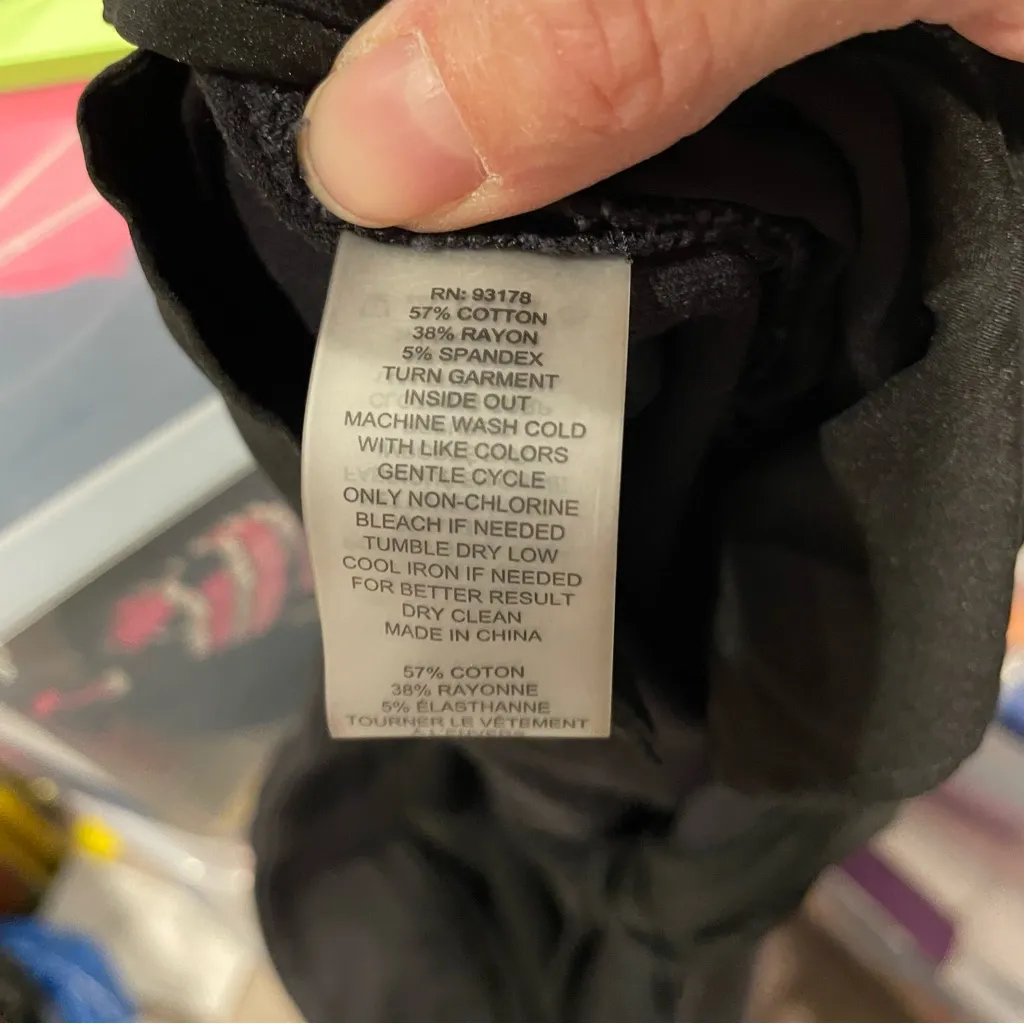 RN: 93178
57% COTTON
38% RAYON
5% SPANDEX
TURN GARMENT
INSIDE OUT
MACHINE WASH COLD
WITH LIKE COLORS
GENTLE CYCLE
ONLY NON-CHLORINE
BLEACH IF NEEDED
TUMBLE DRY LOW
COOL IRON IF NEEDED
FOR BETTER RESULT
DRY CLEAN
MADE IN CHINA
57% COTON
38% RAYONNE
5% ÉLASTHANNE
TOURNER LE VÊTEMENT